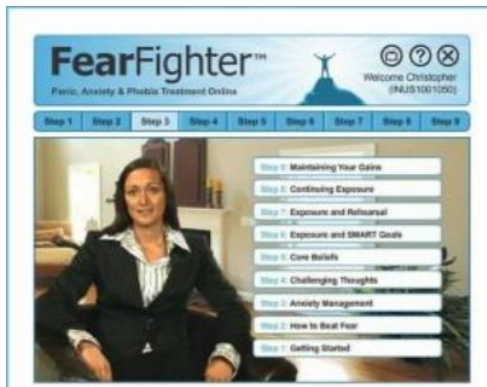 FearFighter™
Panic, Anxiety & Phobia Treatment Online
Welcome Christopher
(INUS1001050)
Step 1 Step 2 Step 3 Step 4 Step 5 Step 6 Step 7 Step 8 Step 9
Step 9: Maintaining Your Gains
Step 8: Continuing Exposure
Step 7: Exposure and Rehearsal
Step 6: Exposure and SMART Goals
Step 5: Core Beliefs
Step 4: Challenging Thoughts
Step 3: Anxiety Management
Step 2: How to Beat Fear
Step 1: Getting Started